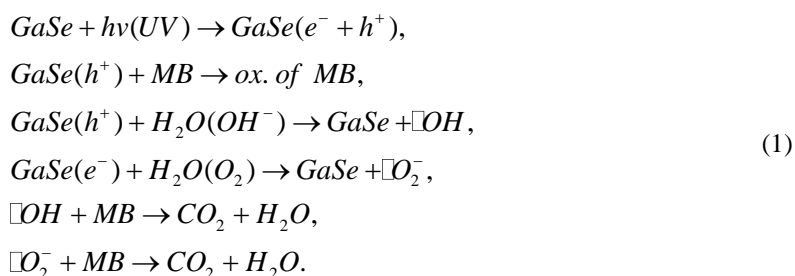 GaSe + hν(UV) → GaSe(e⁻ + h⁺),
GaSe(h⁺) + MB → ox. of MB,
GaSe(h⁺) + H₂O(OH⁻) → GaSe + □OH,
(1)
GaSe(e⁻) + H₂O(O₂) → GaSe + □O₂⁻,
□OH + MB → CO₂ + H₂O,
□O₂⁻ + MB → CO₂ + H₂O.